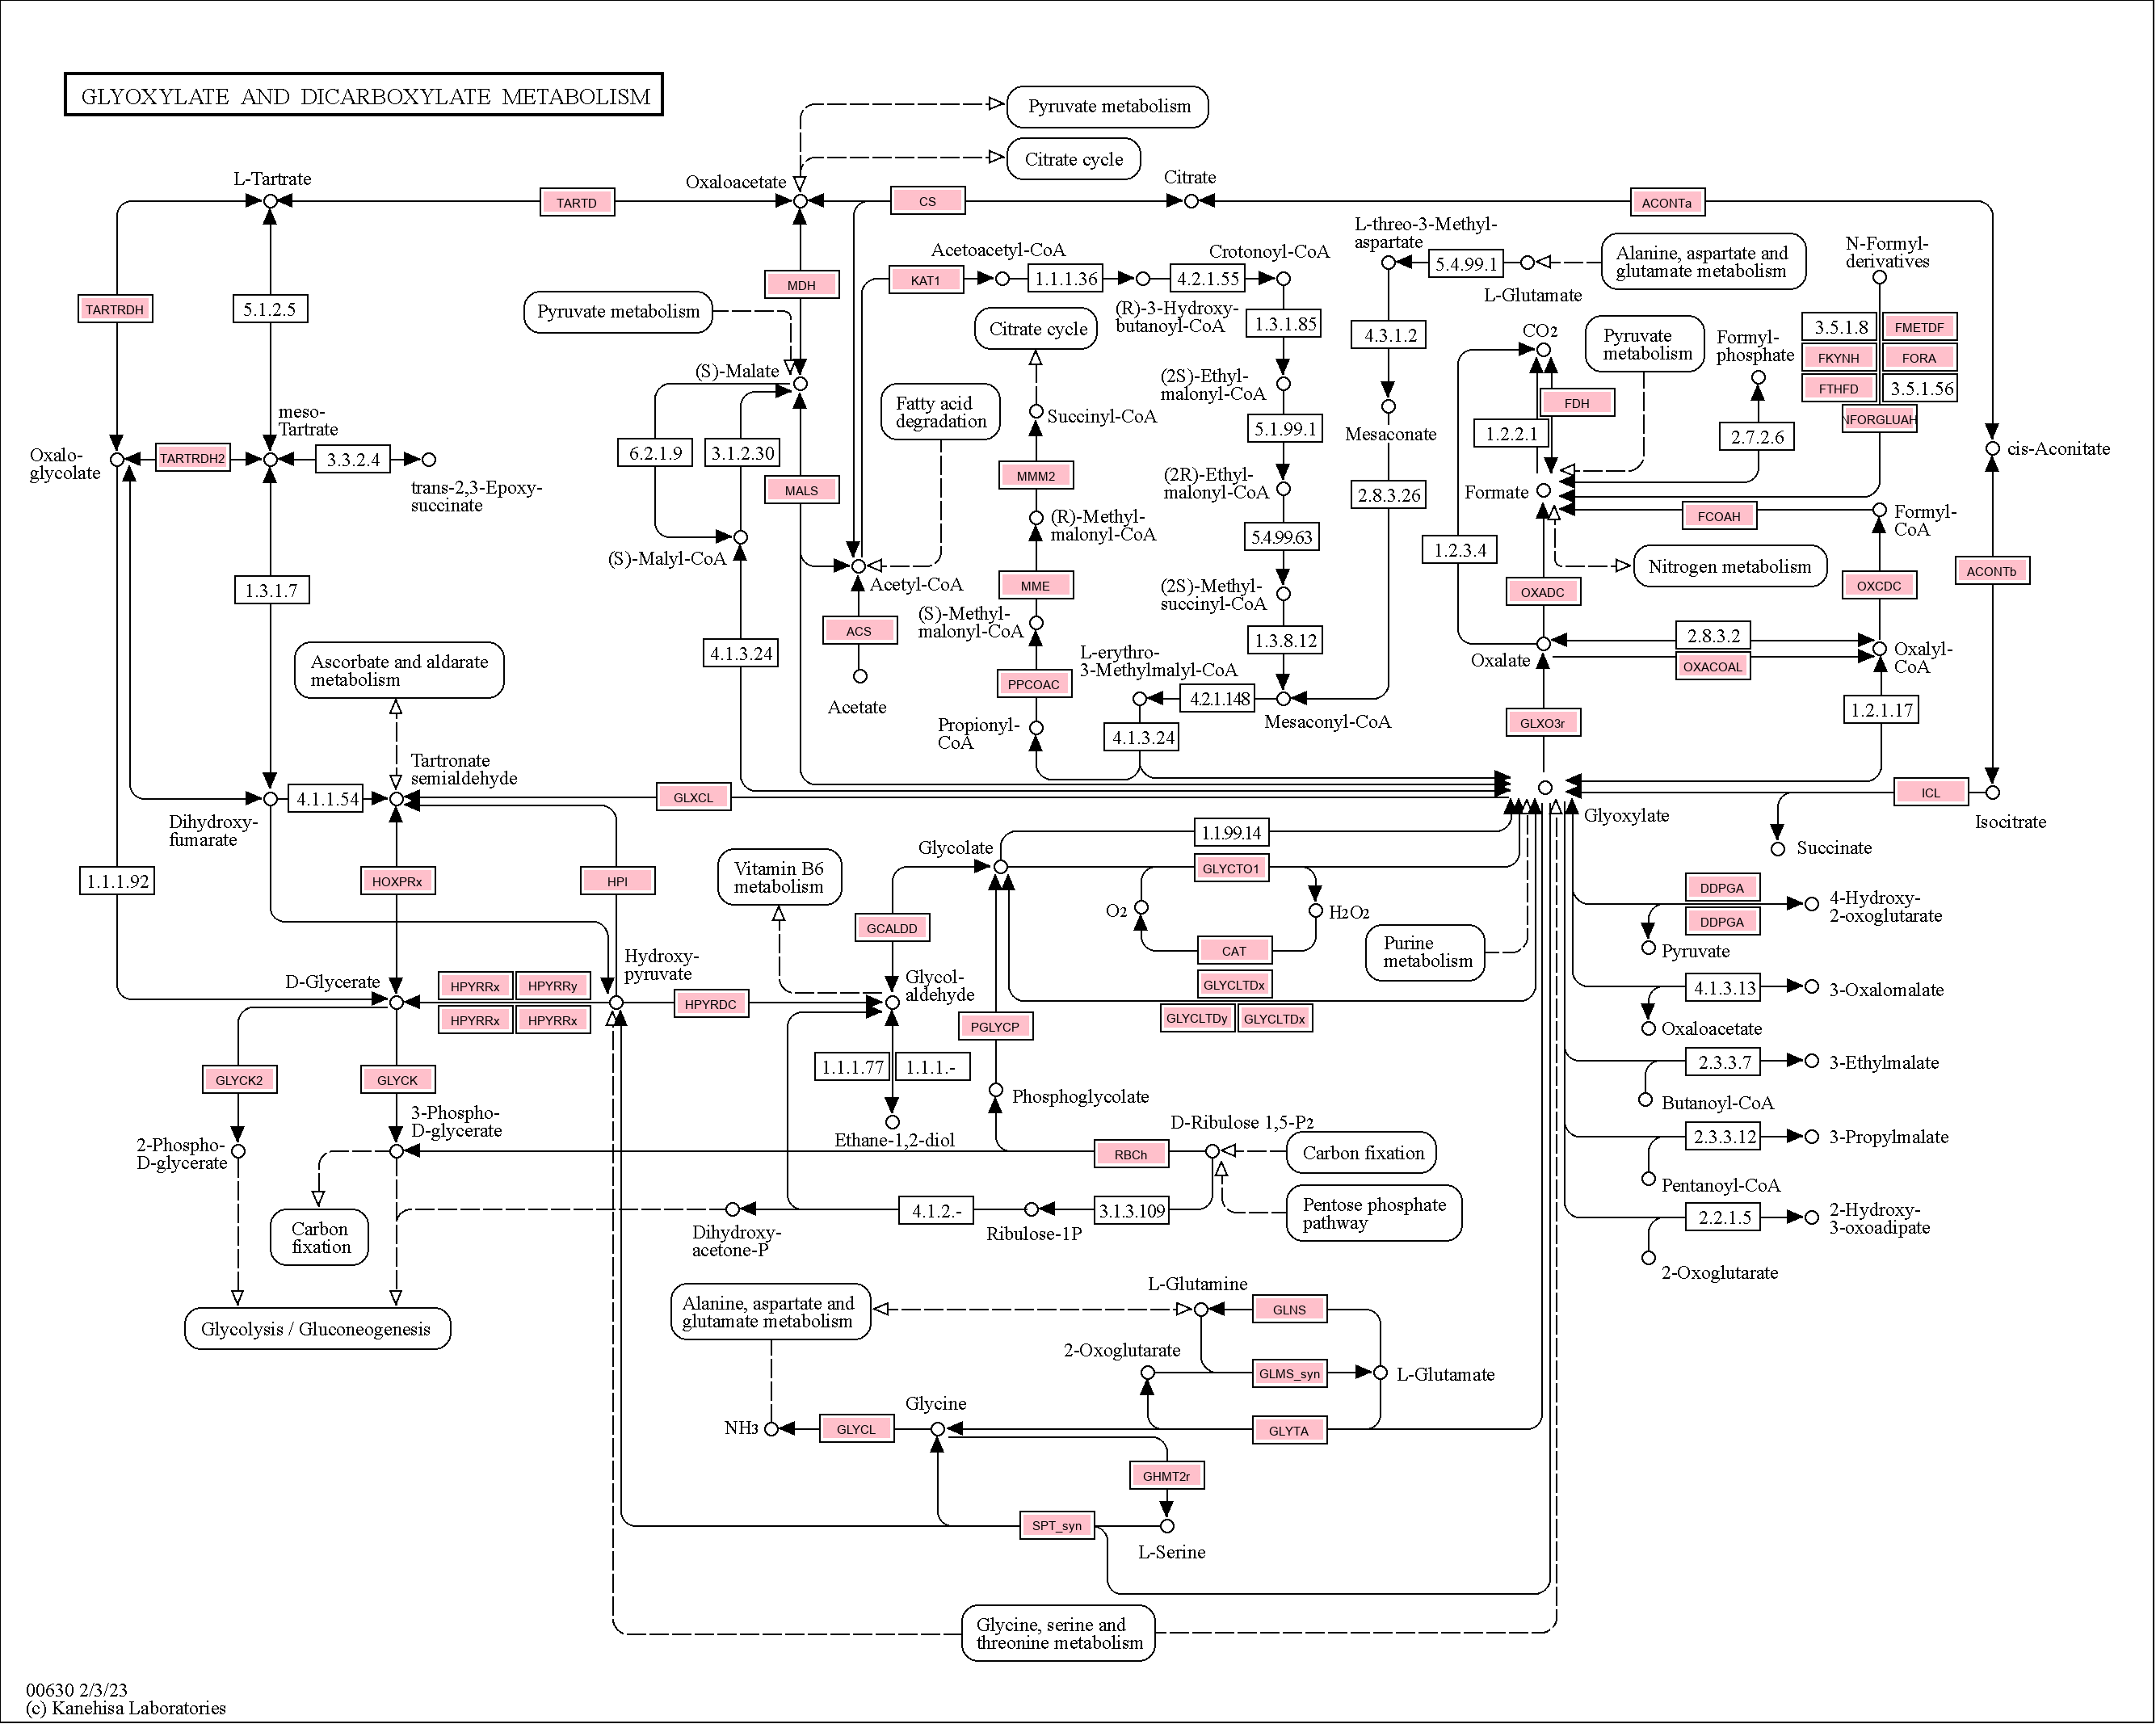 GLYOXYLATE AND DICARBOXYLATE METABOLISM
Pyruvate metabolism
Citrate cycle
L-Tartrate
Oxaloacetate
Citrate
TARTD
CS
ACONTa
L-threo-3-Methyl-
aspartate
5.4.99.1
Alanine, aspartate and
glutamate metabolism
N-Formyl-
derivatives
Acetoacetyl-CoA
Crotonoyl-CoA
MDH
KAT1
1.1.1.36
4.2.1.55
L-Glutamate
TARTRDH
5.1.2.5
Pyruvate metabolism
Citrate cycle
(R)-3-Hydroxy-
butanoyl-CoA
1.3.1.85
4.3.1.2
CO2
Pyruvate
metabolism
Formyl-
phosphate
3.5.1.8
FMETDF
FKYNH
FORA
FTHFD
3.5.1.56
NFORGLUAH
(S)-Malate
(2S)-Ethyl-
malonyl-CoA
FDH
meso-
Tartrate
Fatty acid
degradation
Succinyl-CoA
5.1.99.1
Mesaconate
1.2.2.1
2.7.2.6
Oxalo-
glycolate
TARTRDH2
3.3.2.4
6.2.1.9
3.1.2.30
cis-Aconitate
trans-2,3-Epoxy-
succinate
MALS
MMM2
(2R)-Ethyl-
malonyl-CoA
2.8.3.26
Formate
(R)-Methyl-
malonyl-CoA
5.4.99.63
FCOAH
Formyl-
CoA
(S)-Malyl-CoA
1.2.3.4
Nitrogen metabolism
1.3.1.7
Acetyl-CoA
MME
(2S)-Methyl-
succinyl-CoA
OXADC
OXCDC
ACONTb
ACS
(S)-Methyl-
malonyl-CoA
1.3.8.12
2.8.3.2
4.1.3.24
L-erythro-
3-Methylmalyl-CoA
Oxalate
OXACOAL
Oxalyl-
CoA
Ascorbate and aldarate
metabolism
PPCOAC
4.2.1.148
Acetate
Mesaconyl-CoA
GLXO3r
1.2.1.17
Propionyl-
CoA
4.1.3.24
Tartronate
semialdehyde
4.1.1.54
GLXCL
ICL
Dihydroxy-
fumarate
Glyoxylate
Isocitrate
1.1.99.14
Glycolate
Succinate
1.1.1.92
HOXPRx
HPI
Vitamin B6
metabolism
GLYCTO1
DDPGA
4-Hydroxy-
2-oxoglutarate
DDPGA
O2
H2O2
GCALDD
CAT
Purine
metabolism
Pyruvate
Hydroxy-
pyruvate
D-Glycerate
HPYRRx
HPYRRy
HPYRRx
HPYRRx
HPYRDC
Glycol-
aldehyde
GLYCLTDx
4.1.3.13
3-Oxalomalate
PGLYCP
GLYCLTDy
GLYCLTDx
Oxaloacetate
GLYCK2
GLYCK
1.1.1.77
1.1.1.-
2.3.3.7
3-Ethylmalate
Phosphoglycolate
Butanoyl-CoA
3-Phospho-
D-glycerate
D-Ribulose 1,5-P2
Ethane-1,2-diol
2-Phospho-
D-glycerate
RBCh
Carbon fixation
2.3.3.12
3-Propylmalate
Pentanoyl-CoA
Carbon
fixation
4.1.2.-
3.1.3.109
Pentose phosphate
pathway
2.2.1.5
2-Hydroxy-
3-oxoadipate
Dihydroxy-
acetone-P
Ribulose-1P
2-Oxoglutarate
L-Glutamine
Alanine, aspartate and
glutamate metabolism
GLNS
Glycolysis / Gluconeogenesis
2-Oxoglutarate
GLMS_syn
L-Glutamate
Glycine
NH3
GLYCL
GLYTA
GHMT2r
SPT_syn
L-Serine
Glycine, serine and
threonine metabolism
00630 2/3/23
(c) Kanehisa Laboratories